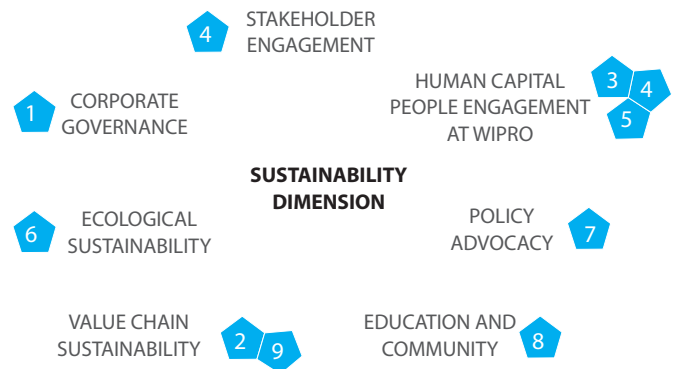 4
STAKEHOLDER
ENGAGEMENT
HUMAN CAPITAL
PEOPLE ENGAGEMENT
AT WIPRO
3
4
5
1
CORPORATE
GOVERNANCE
SUSTAINABILITY
DIMENSION
6
ECOLOGICAL
SUSTAINABILITY
POLICY
ADVOCACY
7
VALUE CHAIN
SUSTAINABILITY
2
9
EDUCATION AND
COMMUNITY
8